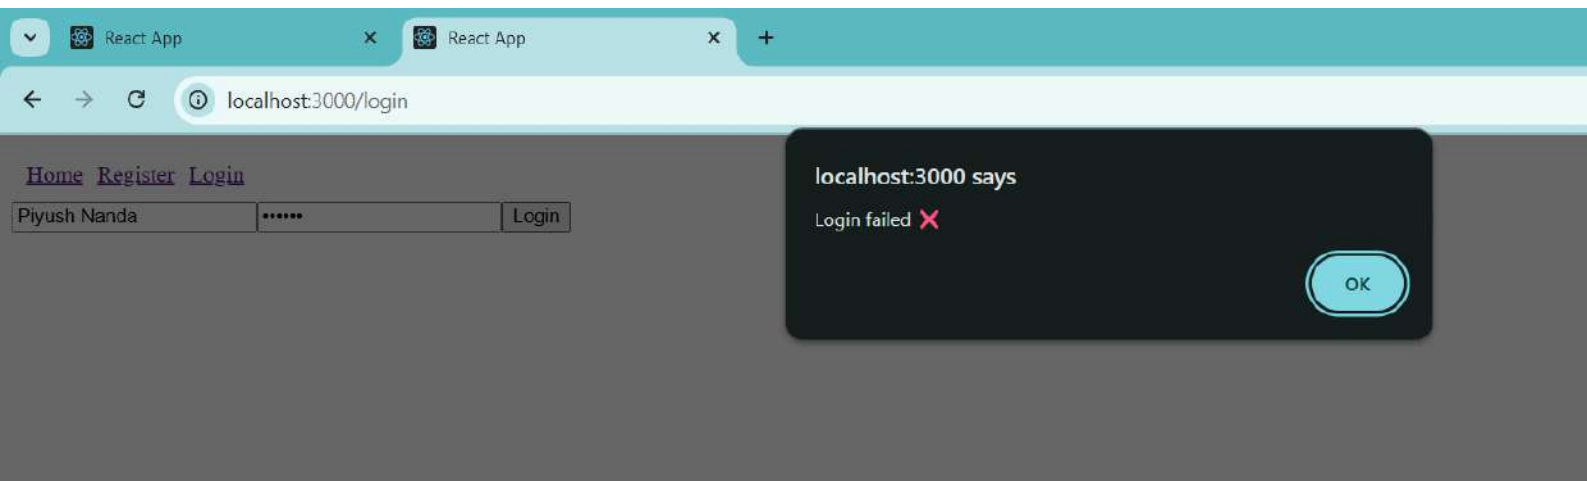 React App
React App
localhost:3000/login
Home Register Login
Piyush Nanda •••••• Login
localhost:3000 says
Login failed ❌
OK